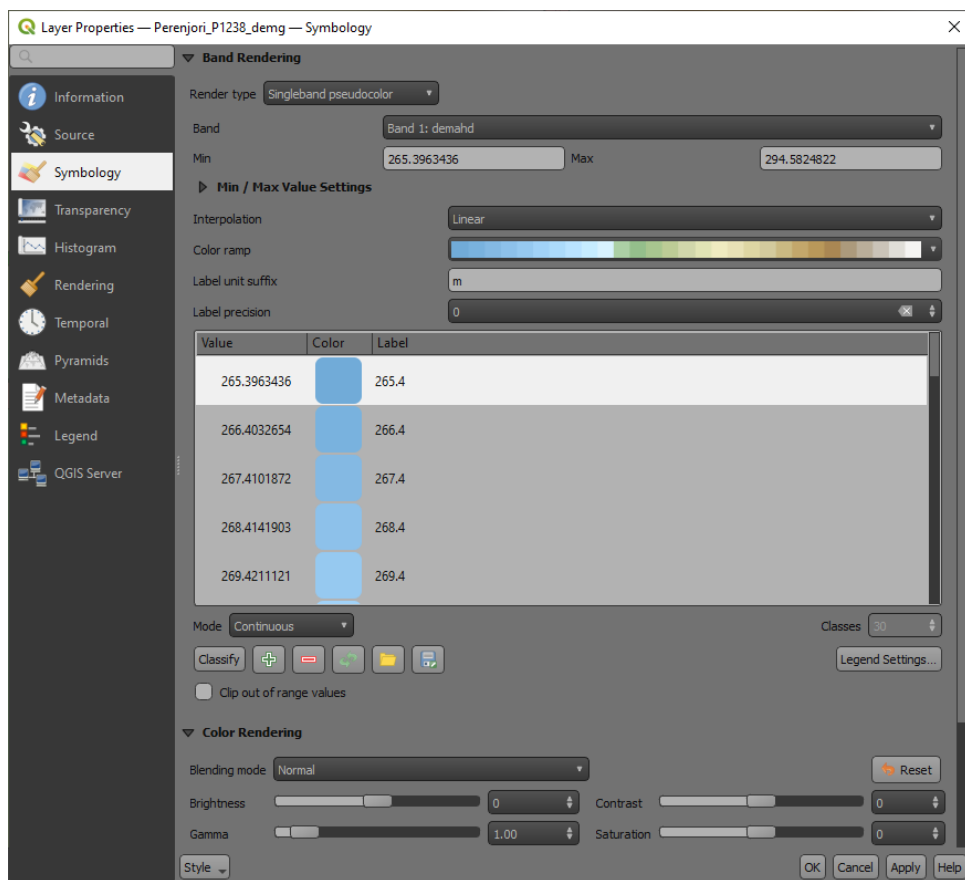 Layer Properties — Perenjori_P1238_demg — Symbology
Information
Source
Symbology
Transparency
Histogram
Rendering
Temporal
Pyramids
Metadata
Legend
QGIS Server
Band Rendering
Render type Singleband pseudocolor
Band Band 1: demahd
Min 265.3963436 Max 294.5824822
Min / Max Value Settings
Interpolation Linear
Color ramp
Label unit suffix m
Label precision 0
Value Color Label
265.3963436 265.4
266.4032654 266.4
267.4101872 267.4
268.4141903 268.4
269.4211121 269.4
Mode Continuous Classes 30
Classify Legend Settings...
Clip out of range values
Color Rendering
Blending mode Normal Reset
Brightness 0 Contrast 0
Gamma 1.00 Saturation 0
Style OK Cancel Apply Help